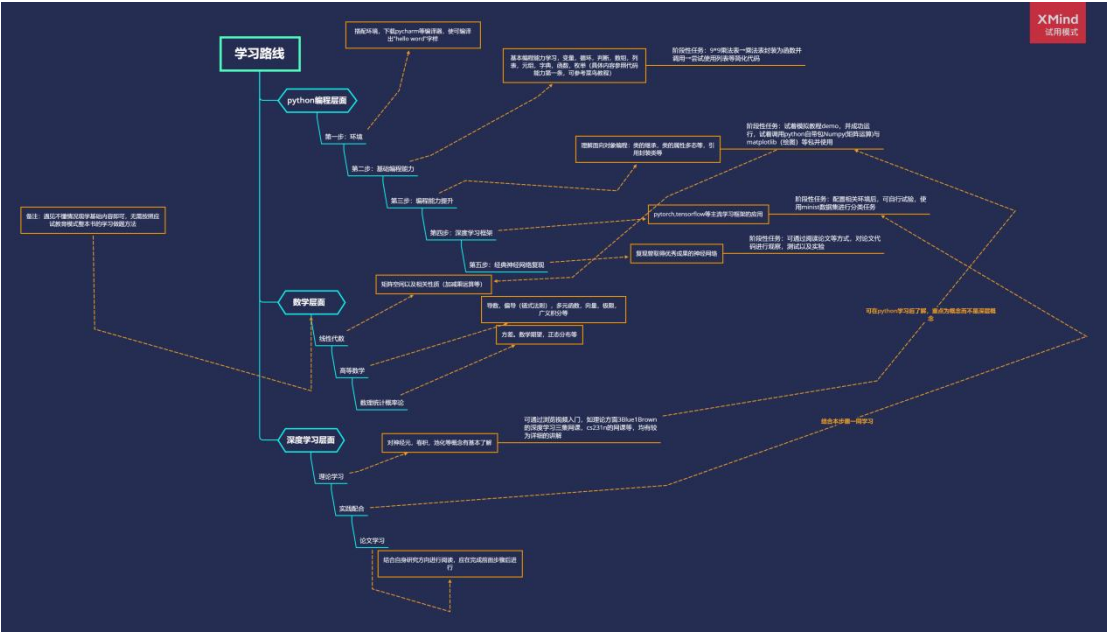 XMind
试用模式
学习路线
搭配环境，下载pycharm等编译器，使可编译
出"hello word"字样
基本编程能力学习，变量、循环、判断、数组、列
表、元组、字典、函数、枚举（具体内容参照代码
能力第一条，可参考菜鸟教程）
阶段性任务：9*9乘法表→乘法表封装为函数并
调用→尝试使用列表等简化代码
python编程层面
第一步：环境
第二步：基础编程能力
第三步：编程能力提升
第四步：深度学习框架
第五步：经典神经网络复现
理解面向对象编程：类的继承、类的属性多态等，引
用封装类等
阶段性任务：试着模拟教程demo，并成功运
行，试着调用python自带包Numpy(矩阵运算)与
matplotlib（绘图）等包并使用
pytorch,tensorflow等主流学习框架的应用
阶段性任务：配置相关环境后，可自行试验，使
用minist数据集进行分类任务
复现曾取得优秀成果的神经网络
阶段性任务：可通过阅读论文等方式，对论文代
码进行观察，测试以及实验
备注：遇见不懂情况现学基础内容即可，无需按照应
试教育模式整本书的学习做题方法
数学层面
线性代数
高等数学
数理统计概率论
矩阵空间以及相关性质（加减乘运算等）
导数、偏导（链式法则），多元函数、向量、极限、
广义积分等
方差、数学期望、正态分布等
可在python学习后了解，重点为概念而不是深层概
念
结合本步骤一同学习
深度学习层面
理论学习
实践配合
论文学习
对神经元、卷积、池化等概念有基本了解
可通过浏览视频入门，如理论方面3Blue1Brown
的深度学习三集网课，cs231n的网课等，均有较
为详细的讲解
结合自身研究方向进行阅读，应在完成前面步骤后进
行